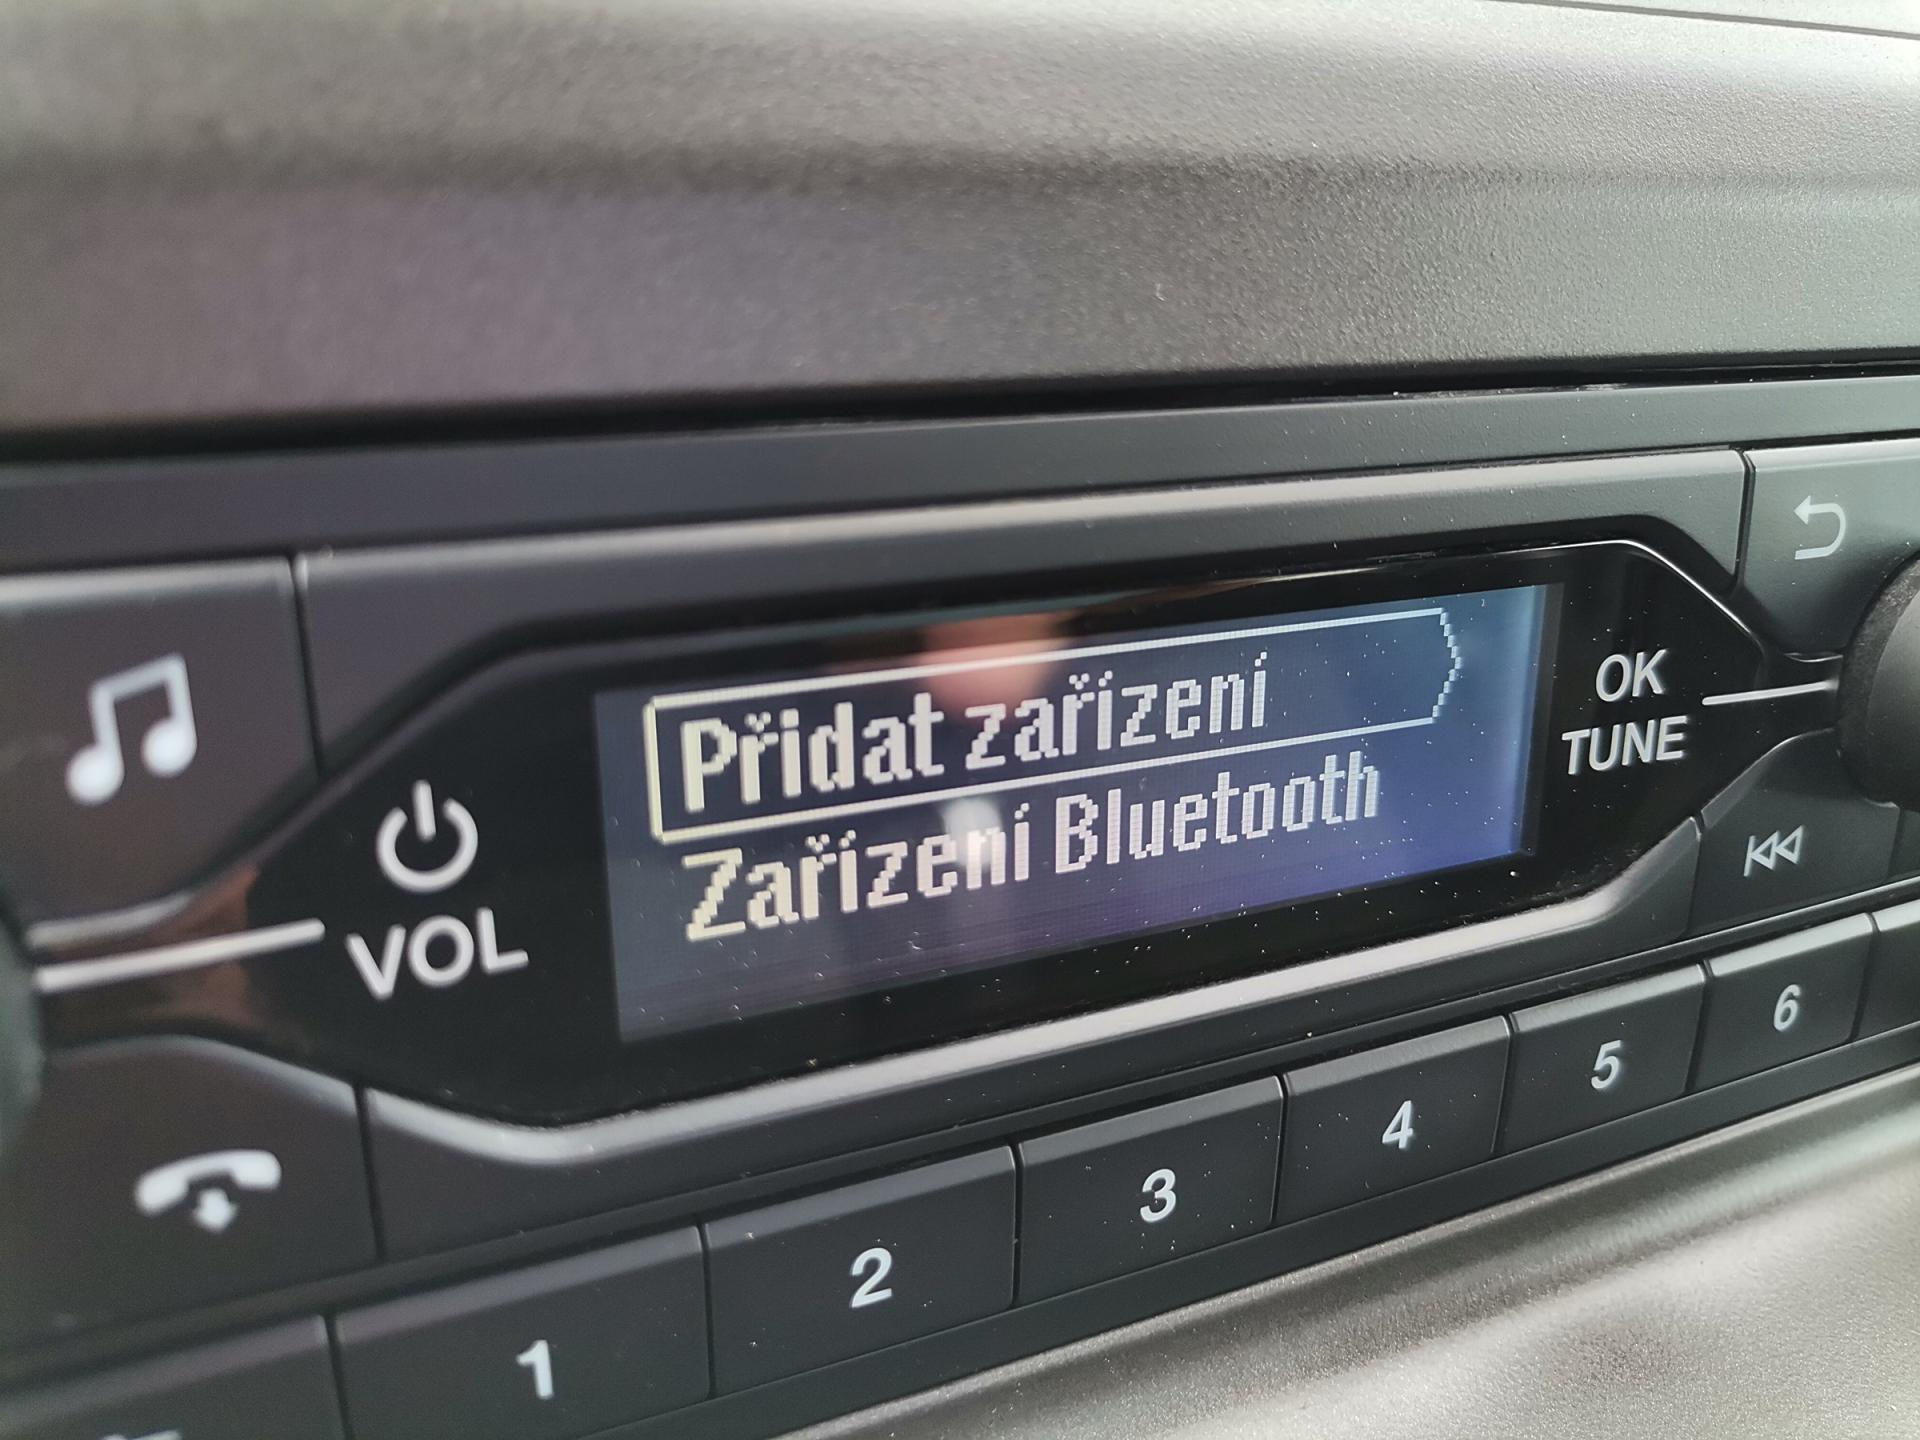 Přidat zařízení
Zařízení Bluetooth
VOL
OK
TUNE
1
2
3
4
5
6